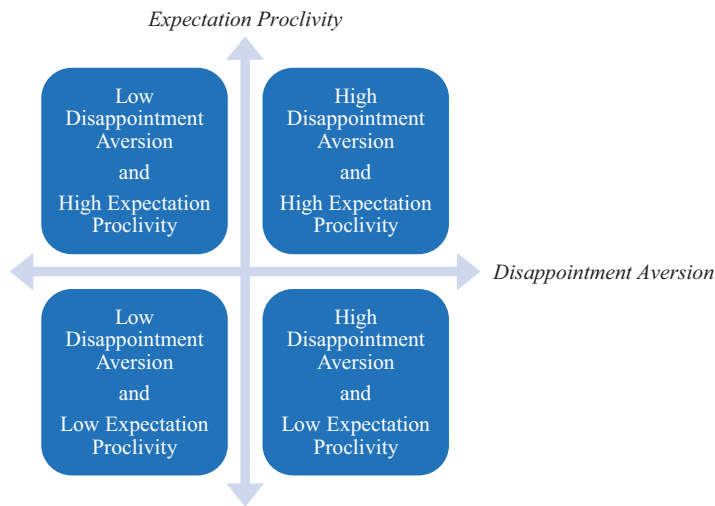 Expectation Proclivity
Low
Disappointment
Aversion
and
High Expectation
Proclivity
High
Disappointment
Aversion
and
High Expectation
Proclivity
Disappointment Aversion
Low
Disappointment
Aversion
and
Low Expectation
Proclivity
High
Disappointment
Aversion
and
Low Expectation
Proclivity